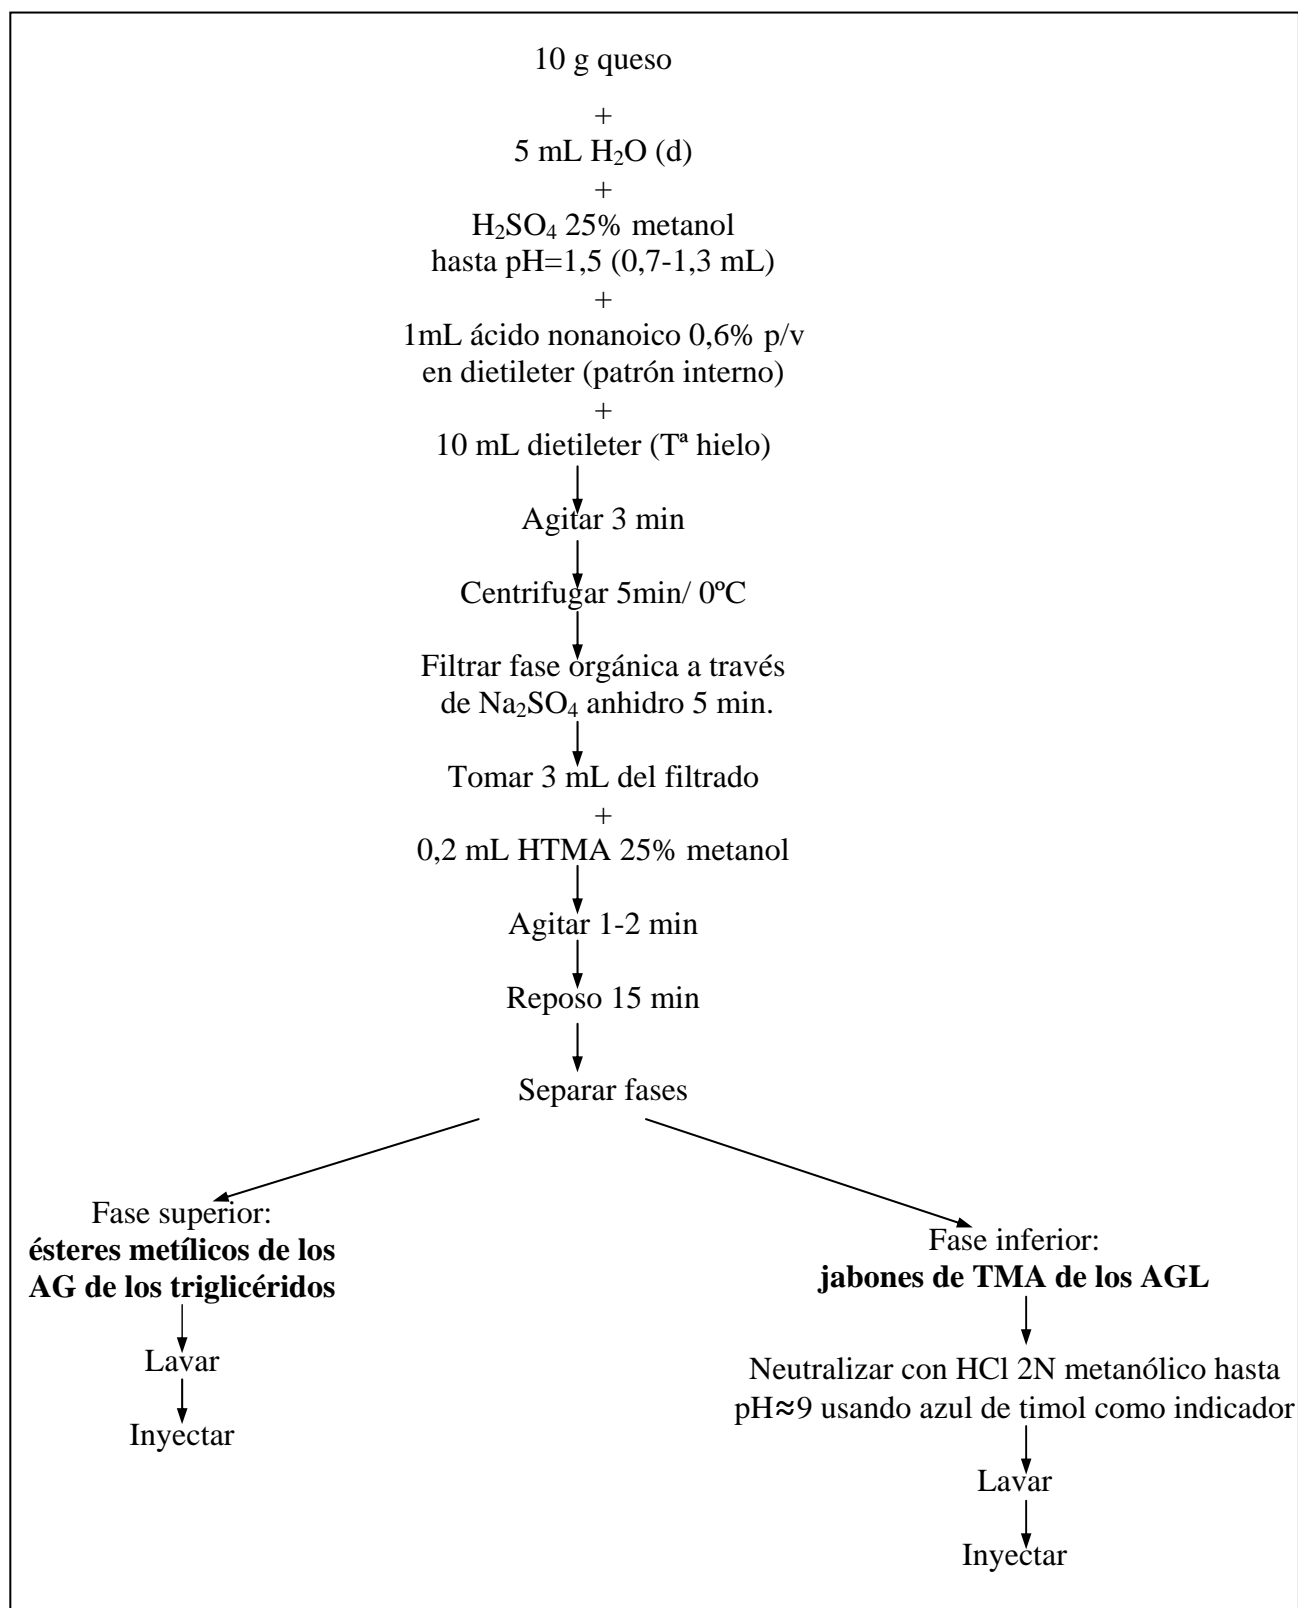 10 g queso
+
5 mL H₂O (d)
+
H₂SO₄ 25% metanol
hasta pH=1,5 (0,7-1,3 mL)
+
1mL ácido nonanoico 0,6% p/v
en dietileter (patrón interno)
+
10 mL dietileter (Tª hielo)
Agitar 3 min
Centrifugar 5min/ 0ºC
Filtrar fase orgánica a través
de Na₂SO₄ anhidro 5 min.
Tomar 3 mL del filtrado
+
0,2 mL HTMA 25% metanol
Agitar 1-2 min
Reposo 15 min
Separar fases
Fase superior:
ésteres metílicos de los
AG de los triglicéridos
Lavar
Inyectar
Fase inferior:
jabones de TMA de los AGL
Neutralizar con HCl 2N metanólico hasta
pH≈9 usando azul de timol como indicador
Lavar
Inyectar